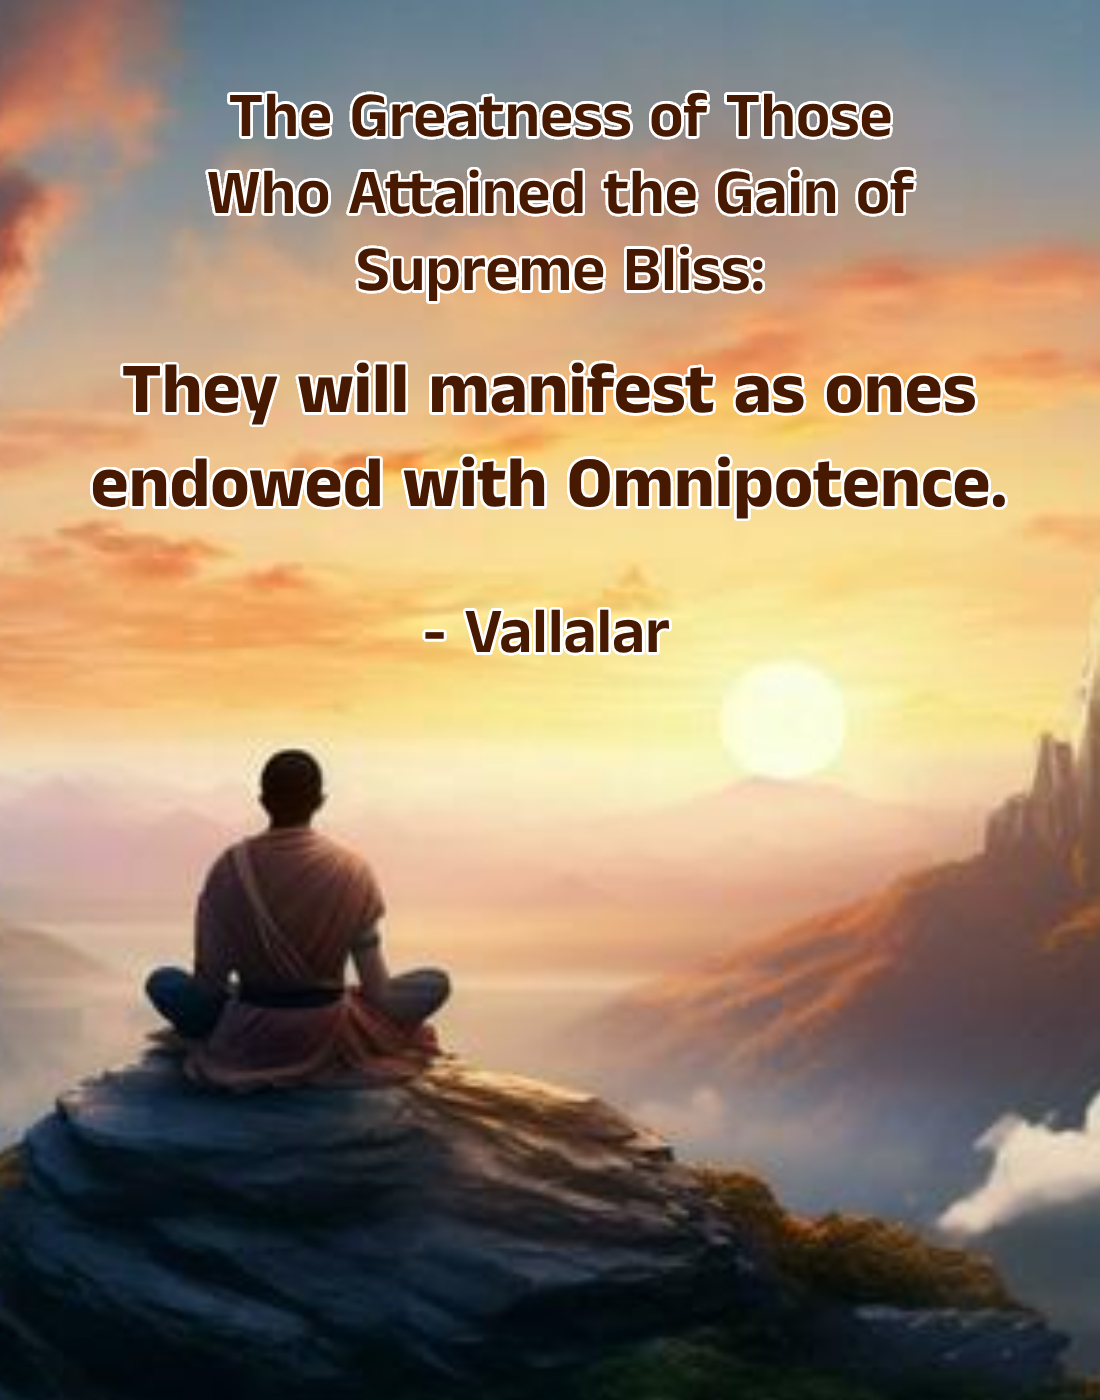 The Greatness of Those
Who Attained the Gain of
Supreme Bliss:
They will manifest as ones
endowed with Omnipotence.
- Vallalar